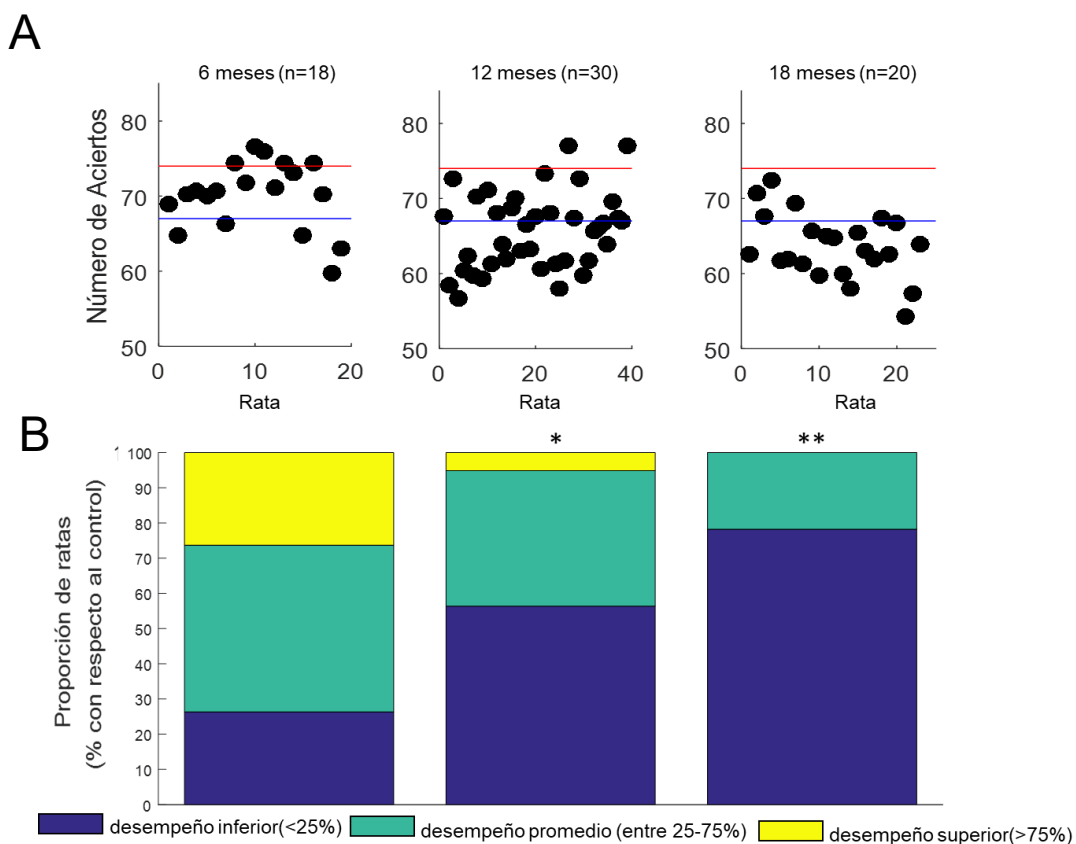 A
6 meses (n=18)
12 meses (n=30)
18 meses (n=20)
Número de Aciertos
80
70
60
50
0
10
20
Rata
80
70
60
50
0
20
40
Rata
80
70
60
50
0
10
20
Rata
B
*
**
Proporción de ratas
(% con respecto al control)
100
90
80
70
60
50
40
30
20
10
0
desempeño inferior(<25%)
desempeño promedio (entre 25-75%)
desempeño superior(>75%)